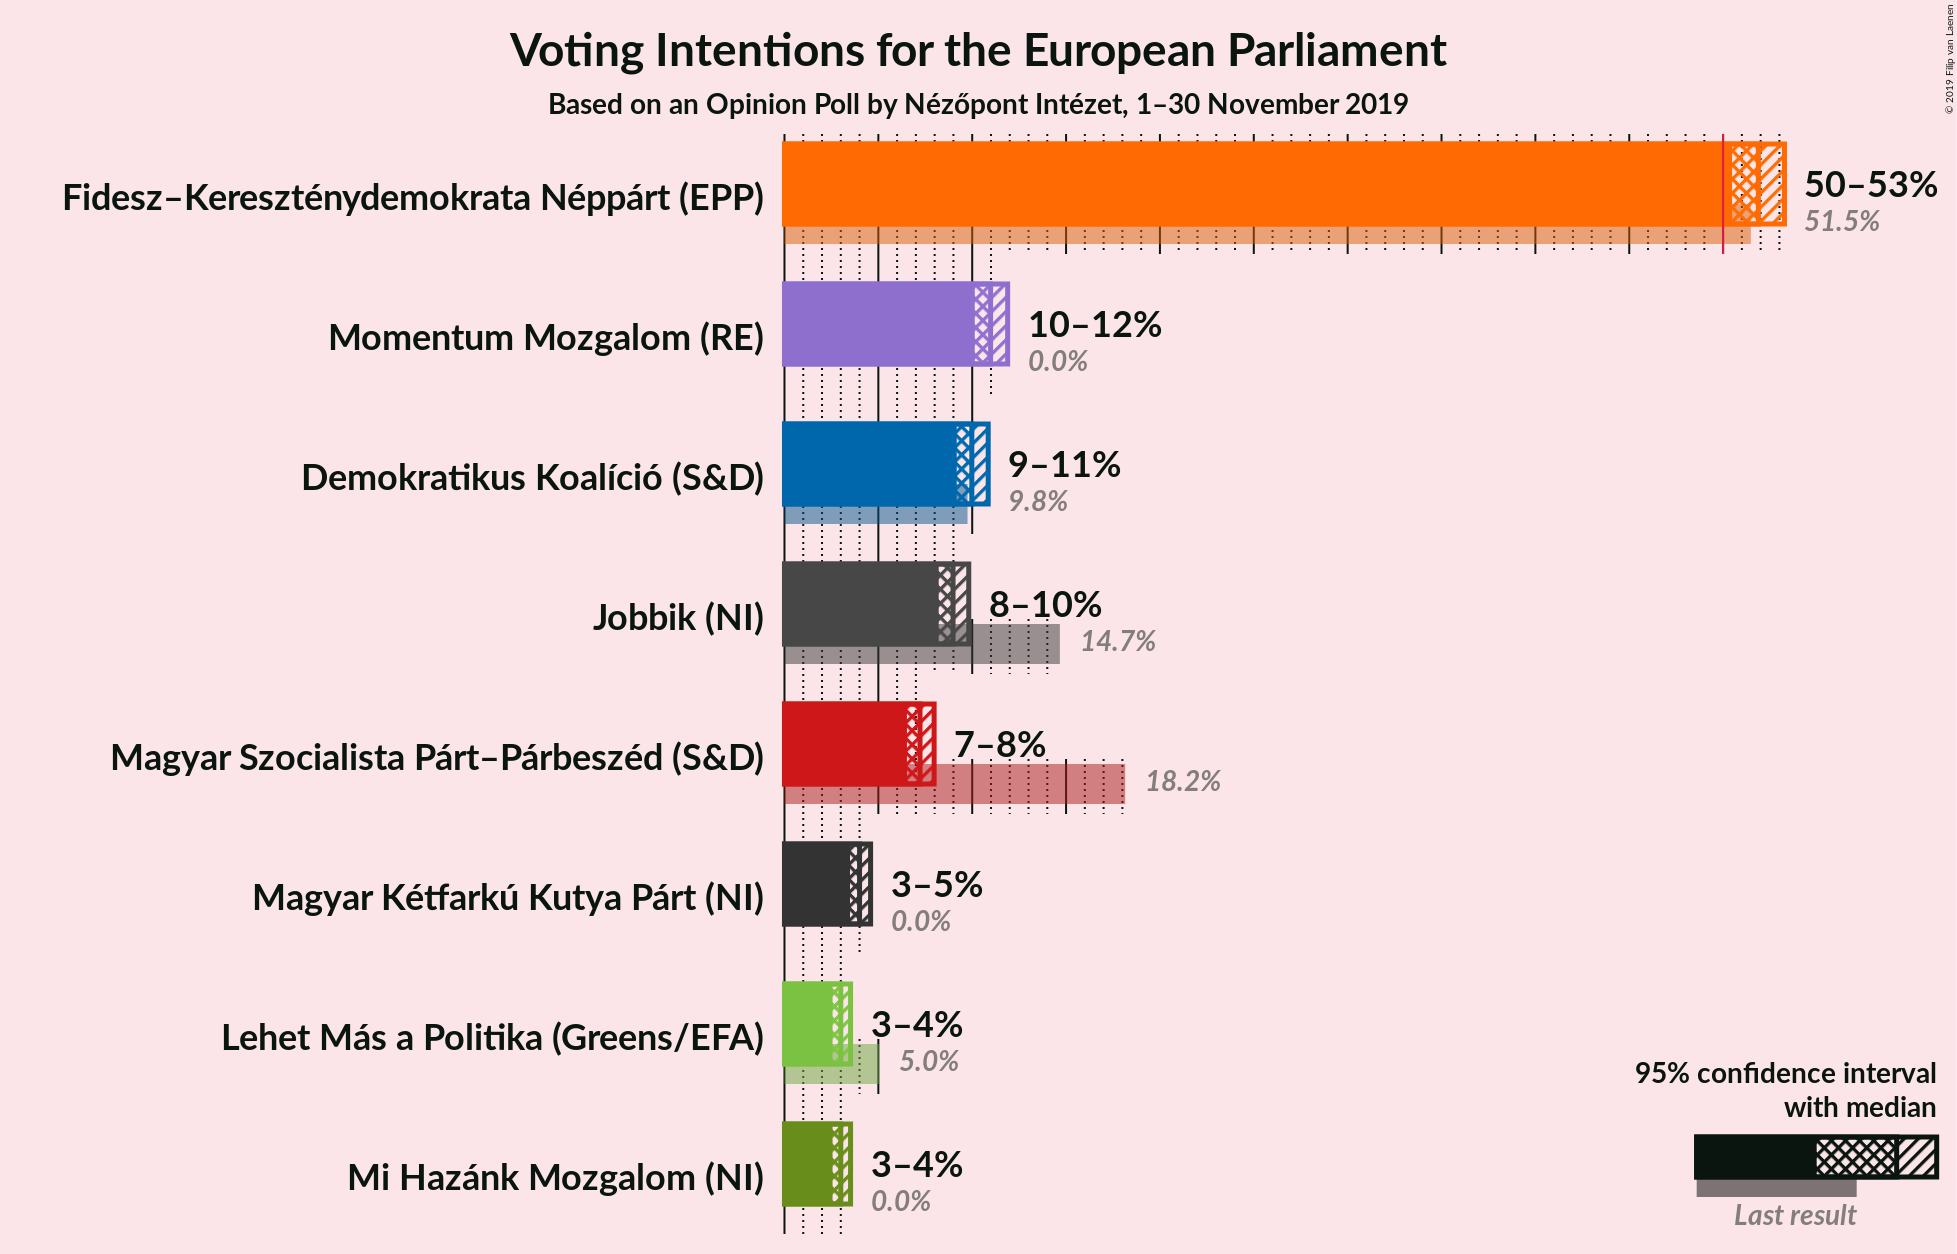 Voting Intentions for the European Parliament
Based on an Opinion Poll by Nézőpont Intézet, 1–30 November 2019
© 2019 Filip van Laenen
Fidesz–Kereszténydemokrata Néppárt (EPP)
50–53%
51.5%
Momentum Mozgalom (RE)
10–12%
0.0%
Demokratikus Koalíció (S&D)
9–11%
9.8%
Jobbik (NI)
8–10%
14.7%
Magyar Szocialista Párt–Párbeszéd (S&D)
7–8%
18.2%
Magyar Kétfarkú Kutya Párt (NI)
3–5%
0.0%
Lehet Más a Politika (Greens/EFA)
3–4%
5.0%
Mi Hazánk Mozgalom (NI)
3–4%
0.0%
95% confidence interval
with median
Last result